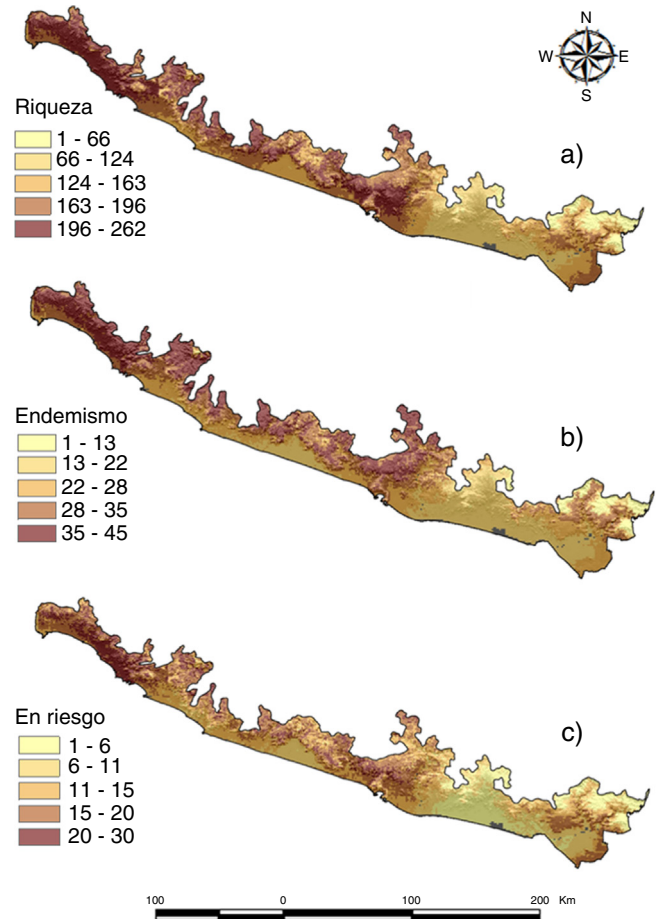 N
W E
S
Riqueza
1 - 66
66 - 124
124 - 163
163 - 196
196 - 262
a)
Endemismo
1 - 13
13 - 22
22 - 28
28 - 35
35 - 45
b)
En riesgo
1 - 6
6 - 11
11 - 15
15 - 20
20 - 30
c)
100 0 100 200 Km